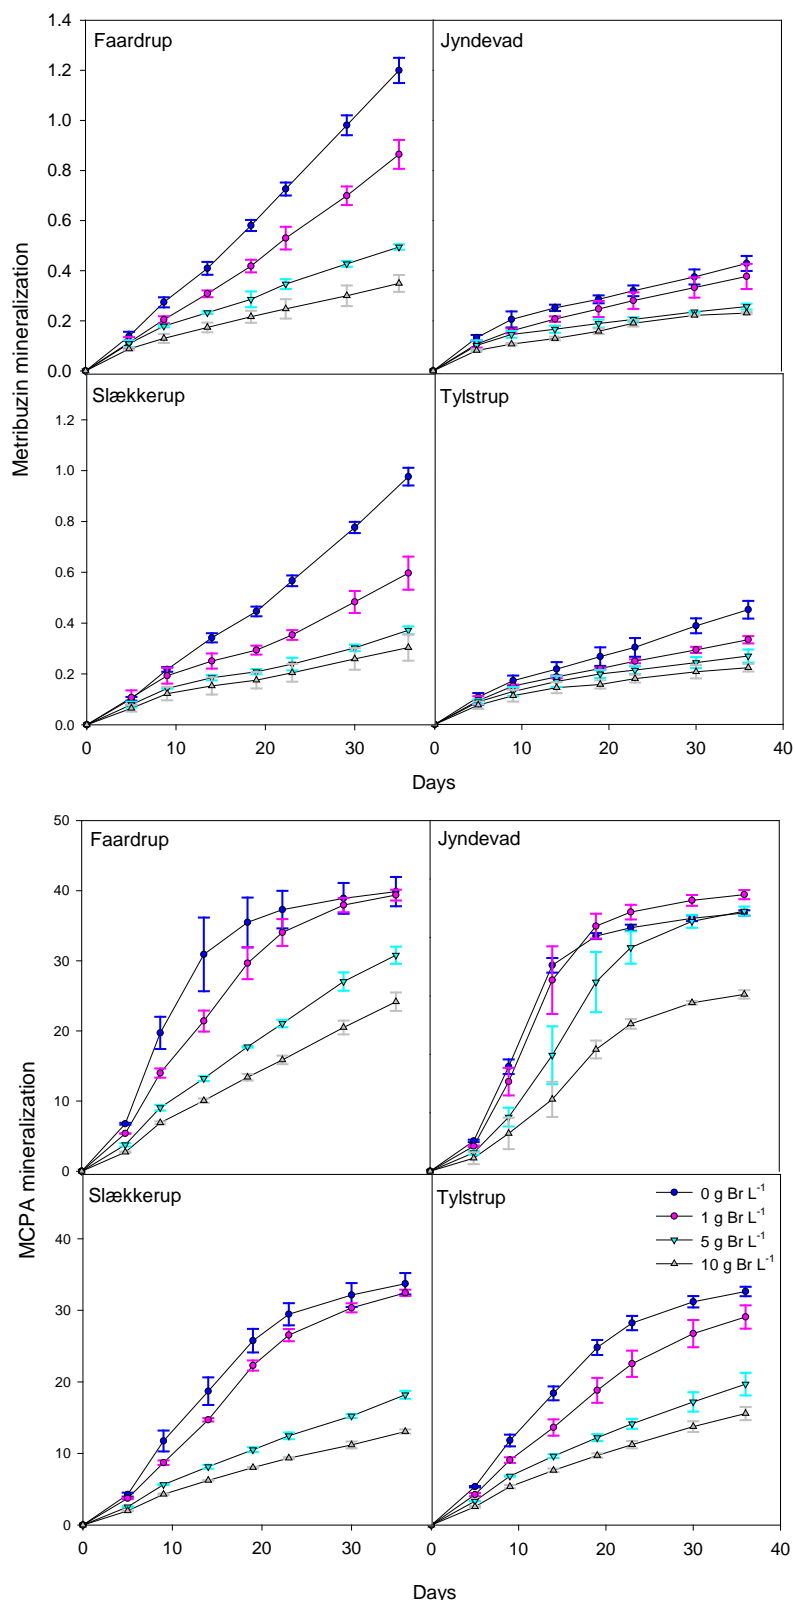 1.4
Faardrup
Jyndevad
1.2
1.0
0.8
0.6
0.4
0.2
0.0
Metribuzin mineralization
Slækkerup
Tylstrup
1.2
1.0
0.8
0.6
0.4
0.2
0.0
0 10 20 30 0 10 20 30 40
Days
50
Faardrup
Jyndevad
40
30
20
10
0
MCPA mineralization
Slækkerup
Tylstrup
0 g Br L⁻¹
1 g Br L⁻¹
5 g Br L⁻¹
10 g Br L⁻¹
40
30
20
10
0
0 10 20 30 0 10 20 30 40
Days